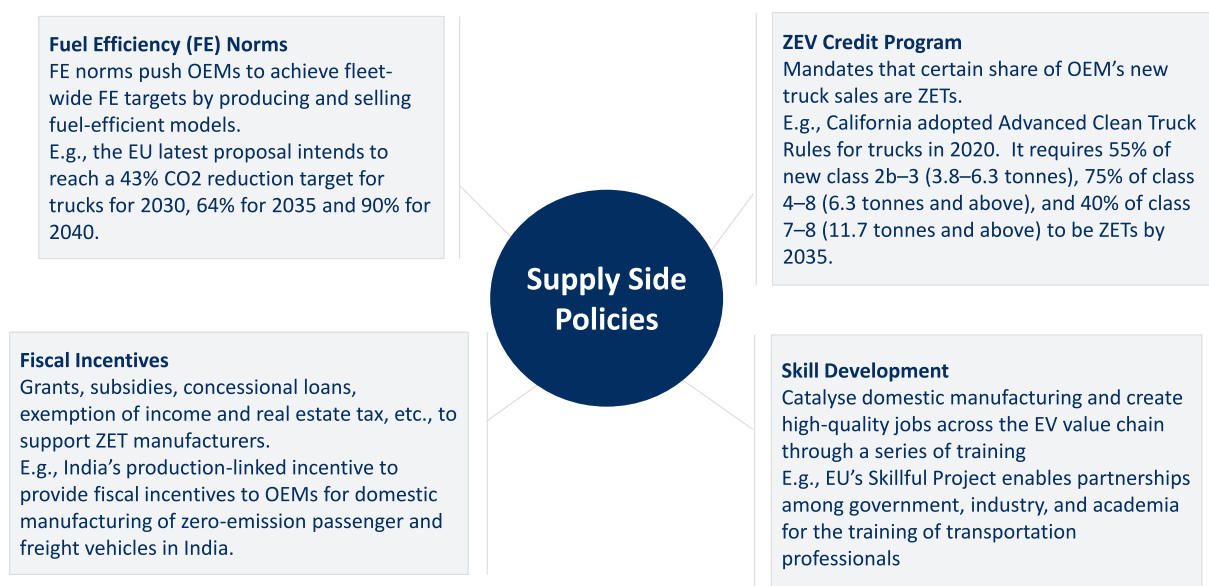 Fuel Efficiency (FE) Norms
FE norms push OEMs to achieve fleet-
wide FE targets by producing and selling
fuel-efficient models.
E.g., the EU latest proposal intends to
reach a 43% CO2 reduction target for
trucks for 2030, 64% for 2035 and 90% for
2040.
ZEV Credit Program
Mandates that certain share of OEM’s new
truck sales are ZETs.
E.g., California adopted Advanced Clean Truck
Rules for trucks in 2020.  It requires 55% of
new class 2b–3 (3.8–6.3 tonnes), 75% of class
4–8 (6.3 tonnes and above), and 40% of class
7–8 (11.7 tonnes and above) to be ZETs by
2035.
Supply Side
Policies
Fiscal Incentives
Grants, subsidies, concessional loans,
exemption of income and real estate tax, etc., to
support ZET manufacturers.
E.g., India’s production-linked incentive to
provide fiscal incentives to OEMs for domestic
manufacturing of zero-emission passenger and
freight vehicles in India.
Skill Development
Catalyse domestic manufacturing and create
high-quality jobs across the EV value chain
through a series of training
E.g., EU’s Skillful Project enables partnerships
among government, industry, and academia
for the training of transportation
professionals